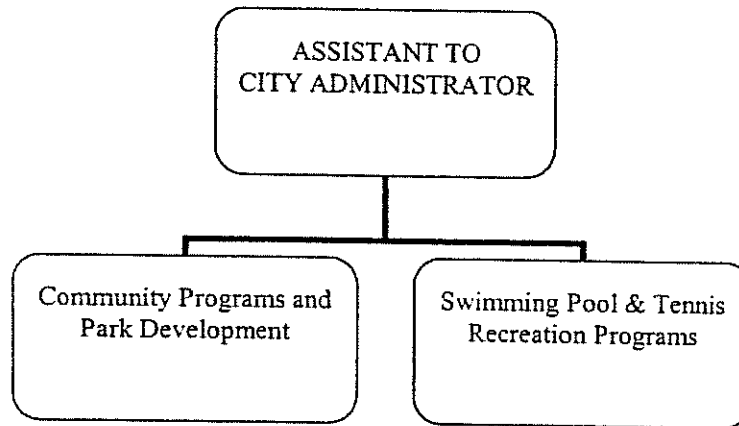 ASSISTANT TO
CITY ADMINISTRATOR
Community Programs and
Park Development
Swimming Pool & Tennis
Recreation Programs